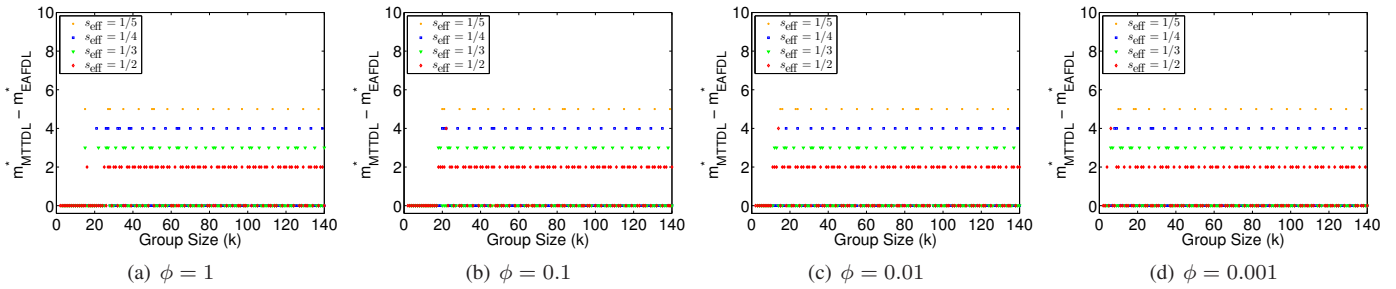 10
8
6
4
2
0
m*MTTDL − m*EAFDL
seff = 1/5
seff = 1/4
seff = 1/3
seff = 1/2
0 20 40 60 80 100 120 140
Group Size (k)
(a) ϕ = 1
10
8
6
4
2
0
m*MTTDL − m*EAFDL
seff = 1/5
seff = 1/4
seff = 1/3
seff = 1/2
0 20 40 60 80 100 120 140
Group Size (k)
(b) ϕ = 0.1
10
8
6
4
2
0
m*MTTDL − m*EAFDL
seff = 1/5
seff = 1/4
seff = 1/3
seff = 1/2
0 20 40 60 80 100 120 140
Group Size (k)
(c) ϕ = 0.01
10
8
6
4
2
0
m*MTTDL − m*EAFDL
seff = 1/5
seff = 1/4
seff = 1/3
seff = 1/2
0 20 40 60 80 100 120 140
Group Size (k)
(d) ϕ = 0.001